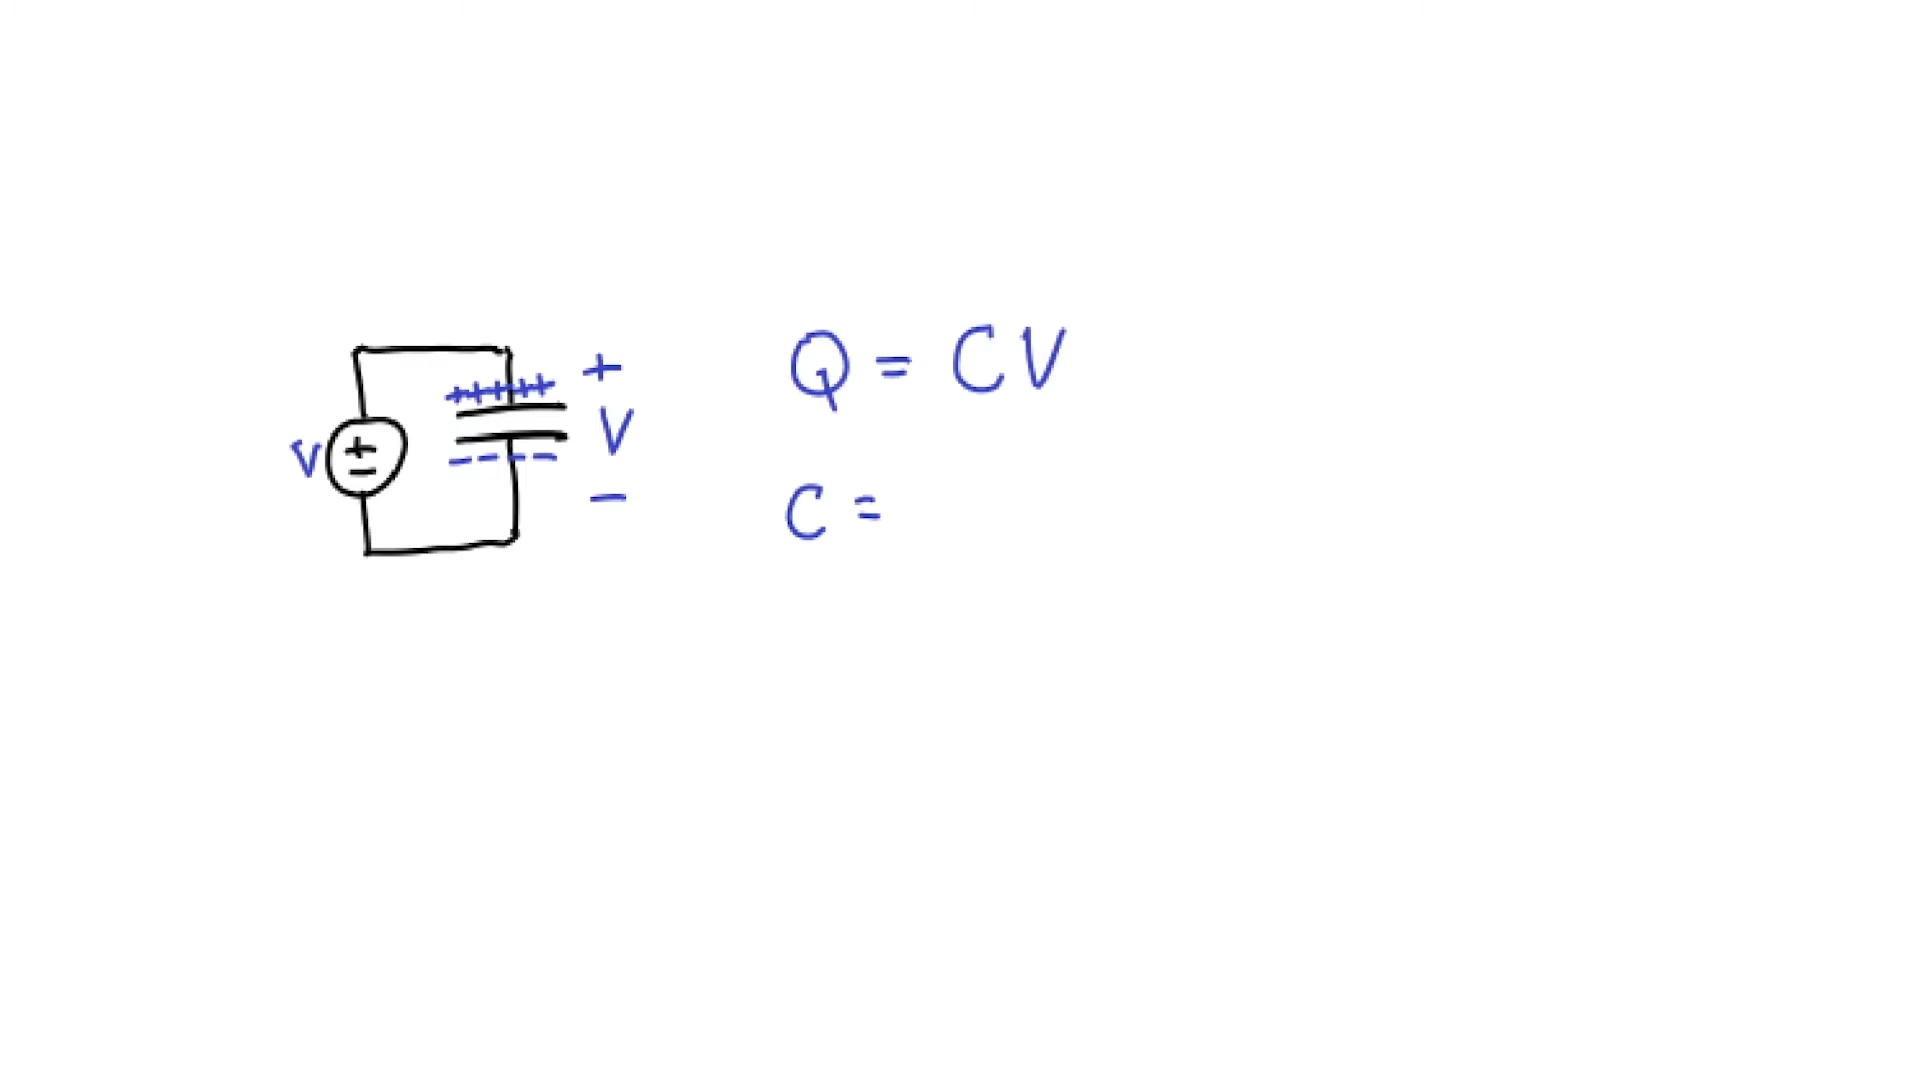 Q = CV
+
V
V
−
C =